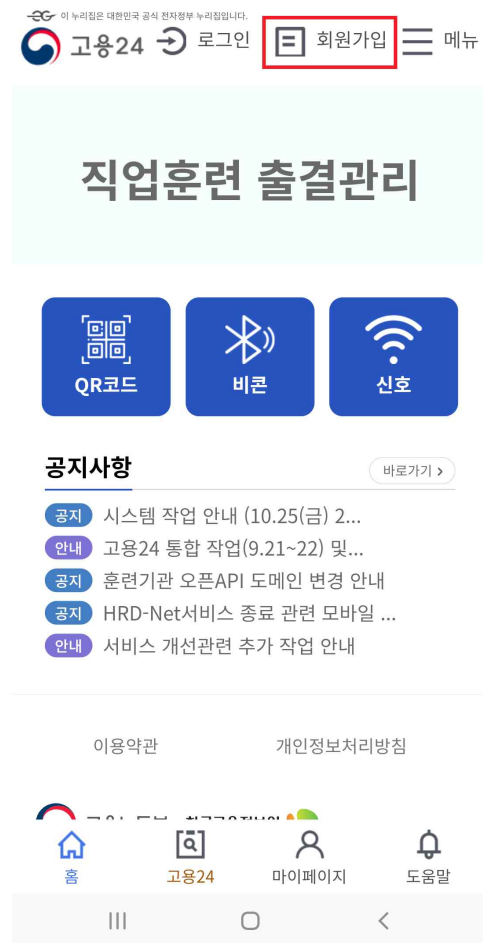 이 누리집은 대한민국 공식 전자정부 누리집입니다.
고용24 로그인 회원가입 메뉴
직업훈련 출결관리
QR코드 비콘 신호
공지사항 바로가기 >
공지 시스템 작업 안내 (10.25(금) 2...
안내 고용24 통합 작업(9.21~22) 및...
공지 훈련기관 오픈API 도메인 변경 안내
공지 HRD-Net서비스 종료 관련 모바일 ...
안내 서비스 개선관련 추가 작업 안내
이용약관 개인정보처리방침
홈 고용24 마이페이지 도움말